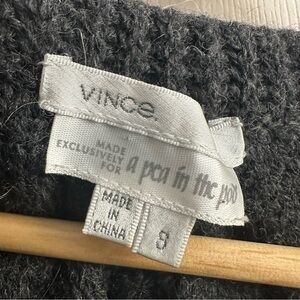 VINCE.
MADE
EXCLUSIVELY
FOR
a pea in the pod
MADE
IN
CHINA